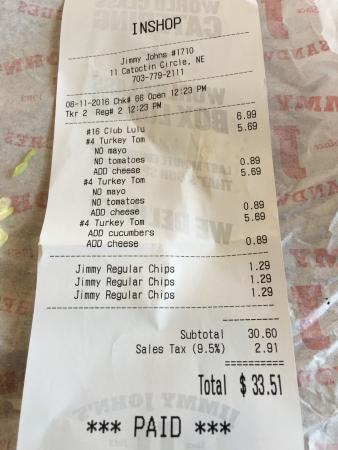 INSHOP
Jimmy Johns #1710
11 Catoctin Circle, NE
703-779-2111
06-11-2016 Chk# 66 Open 12:23 PM
Tkr 2 Reg# 2 12:23 PM
#16 Club Lulu 6.99
#4 Turkey Tom 5.69
NO mayo
NO tomatoes
ADD cheese 0.89
#4 Turkey Tom 5.69
NO mayo
NO tomatoes
ADD cheese 0.89
#4 Turkey Tom 5.69
ADD cucumbers
ADD cheese 0.89
Jimmy Regular Chips 1.29
Jimmy Regular Chips 1.29
Jimmy Regular Chips 1.29
Subtotal 30.60
Sales Tax (9.5%) 2.91
==========
Total $ 33.51
*** PAID ***